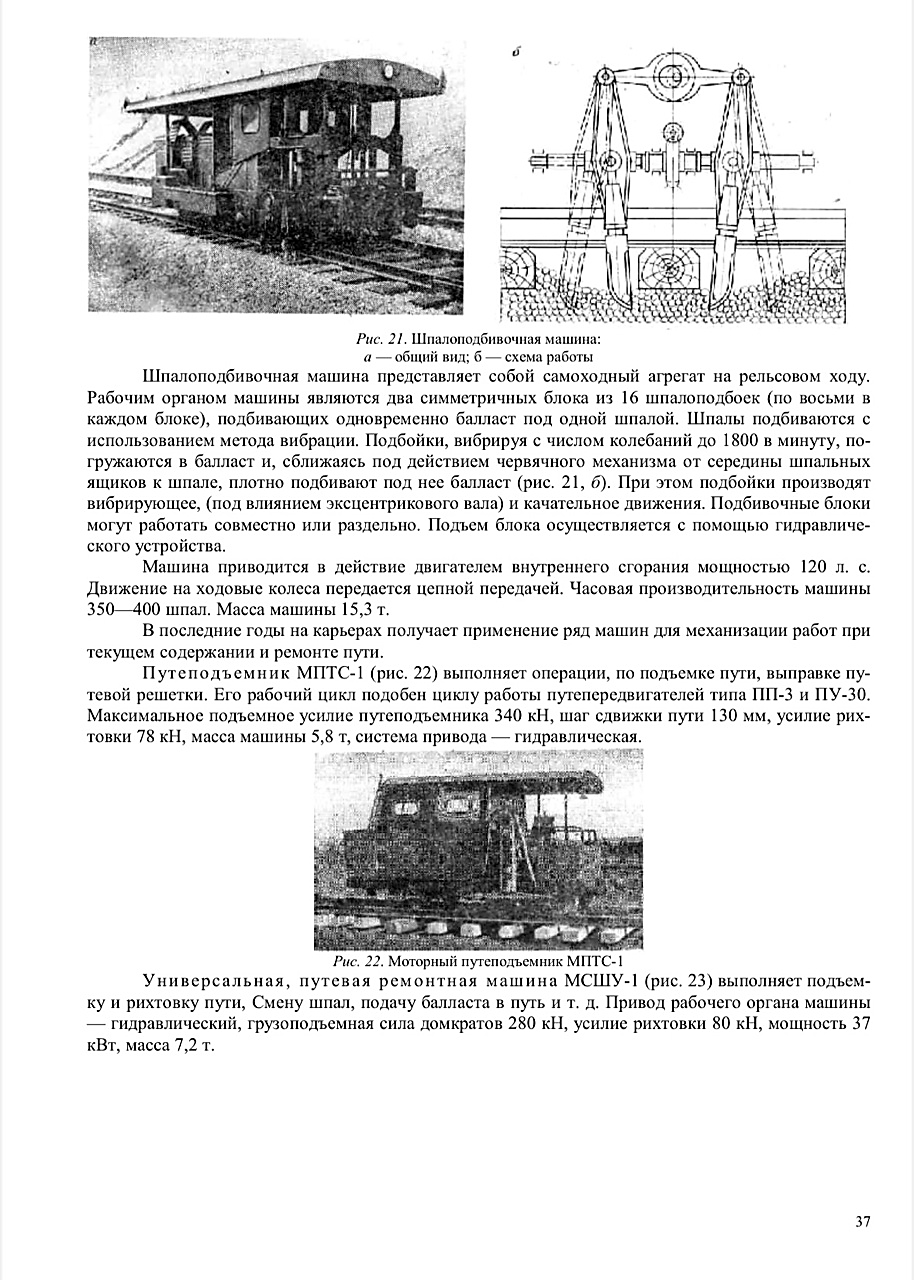 а
б
Рис. 21. Шпалоподбивочная машина:
а — общий вид; б — схема работы
Шпалоподбивочная машина представляет собой самоходный агрегат на рельсовом ходу.
Рабочим органом машины являются два симметричных блока из 16 шпалоподбоек (по восьми в
каждом блоке), подбивающих одновременно балласт под одной шпалой. Шпалы подбиваются с
использованием метода вибрации. Подбойки, вибрируя с числом колебаний до 1800 в минуту, по-
гружаются в балласт и, сближаясь под действием червячного механизма от середины шпальных
ящиков к шпале, плотно подбивают под нее балласт (рис. 21, б). При этом подбойки производят
вибрирующее, (под влиянием эксцентрикового вала) и качательное движения. Подбивочные блоки
могут работать совместно или раздельно. Подъем блока осуществляется с помощью гидравличе-
ского устройства.
Машина приводится в действие двигателем внутреннего сгорания мощностью 120 л. с.
Движение на ходовые колеса передается цепной передачей. Часовая производительность машины
350—400 шпал. Масса машины 15,3 т.
В последние годы на карьерах получает применение ряд машин для механизации работ при
текущем содержании и ремонте пути.
Путеподъемник МПТС-1 (рис. 22) выполняет операции, по подъемке пути, выправке пу-
тевой решетки. Его рабочий цикл подобен циклу работы путепередвигателей типа ПП-3 и ПУ-30.
Максимальное подъемное усилие путеподъемника 340 кН, шаг сдвижки пути 130 мм, усилие рих-
товки 78 кН, масса машины 5,8 т, система привода — гидравлическая.
Рис. 22. Моторный путеподъемник МПТС-1
Универсальная, путевая ремонтная машина МСШУ-1 (рис. 23) выполняет подъем-
ку и рихтовку пути, Смену шпал, подачу балласта в путь и т. д. Привод рабочего органа машины
— гидравлический, грузоподъемная сила домкратов 280 кН, усилие рихтовки 80 кН, мощность 37
кВт, масса 7,2 т.
37